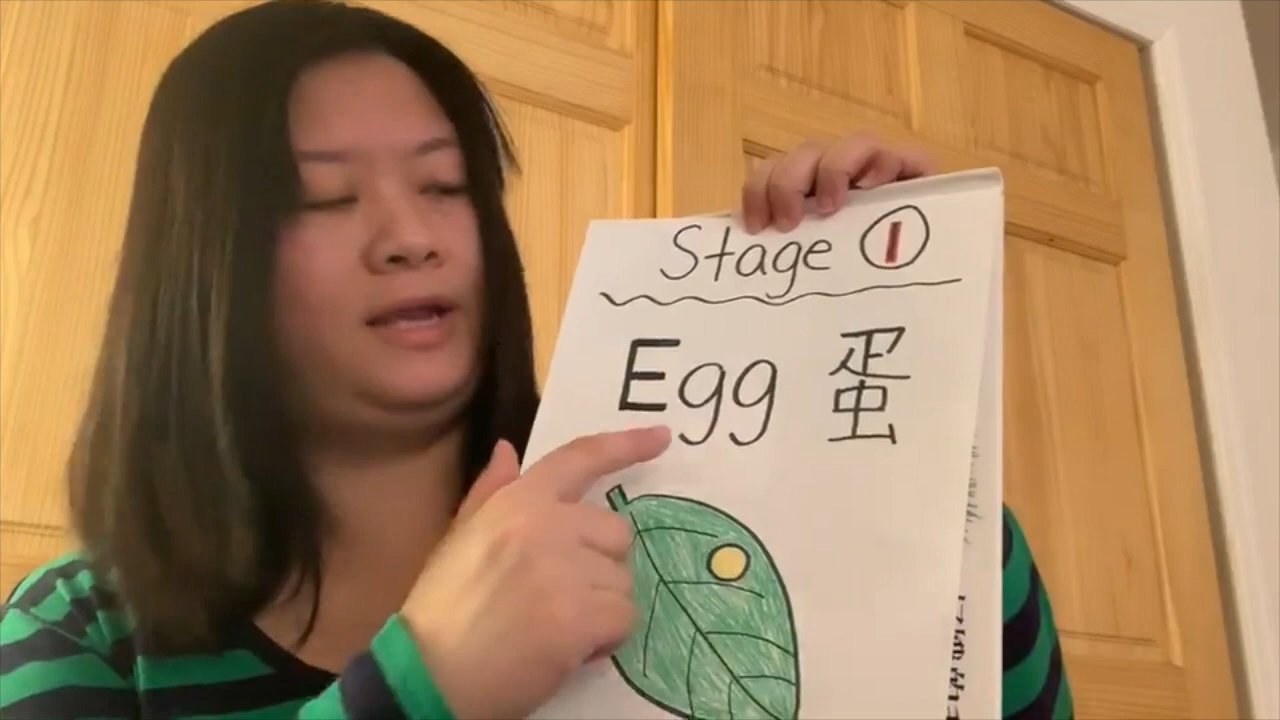 Stage ①
Egg 蛋